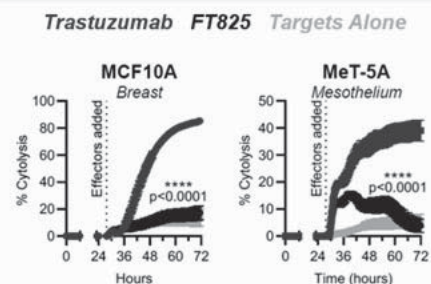 Trastuzumab FT825 Targets Alone
MCF10A
Breast
% Cytolysis
100
80
60
40
20
0
Effectors added
****
p<0.0001
0 24 36 48 60 72
Hours
MeT-5A
Mesothelium
% Cytolysis
50
40
30
20
10
0
Effectors added
****
p<0.0001
0 24 36 48 60 72
Time (hours)